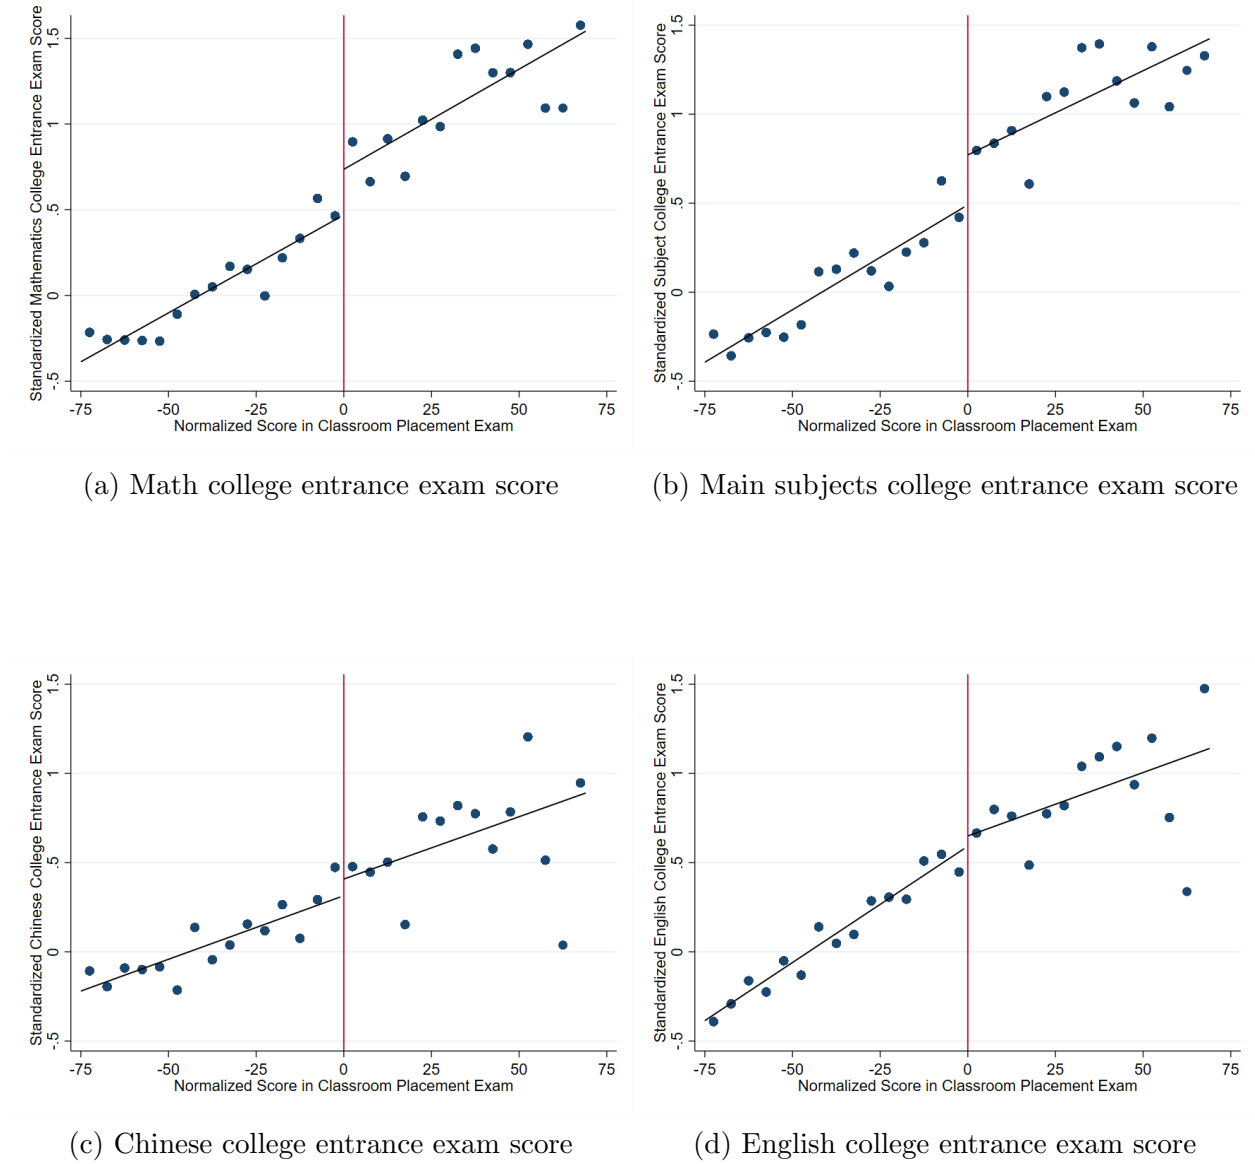 Standardized Mathematics College Entrance Exam Score
1.5
1
.5
0
-.5
-75 -50 -25 0 25 50 75
Normalized Score in Classroom Placement Exam
(a) Math college entrance exam score
Standardized Subject College Entrance Exam Score
1.5
1
.5
0
-.5
-75 -50 -25 0 25 50 75
Normalized Score in Classroom Placement Exam
(b) Main subjects college entrance exam score
Standardized Chinese College Entrance Exam Score
1.5
1
.5
0
-.5
-75 -50 -25 0 25 50 75
Normalized Score in Classroom Placement Exam
(c) Chinese college entrance exam score
Standardized English College Entrance Exam Score
1.5
1
.5
0
-.5
-75 -50 -25 0 25 50 75
Normalized Score in Classroom Placement Exam
(d) English college entrance exam score